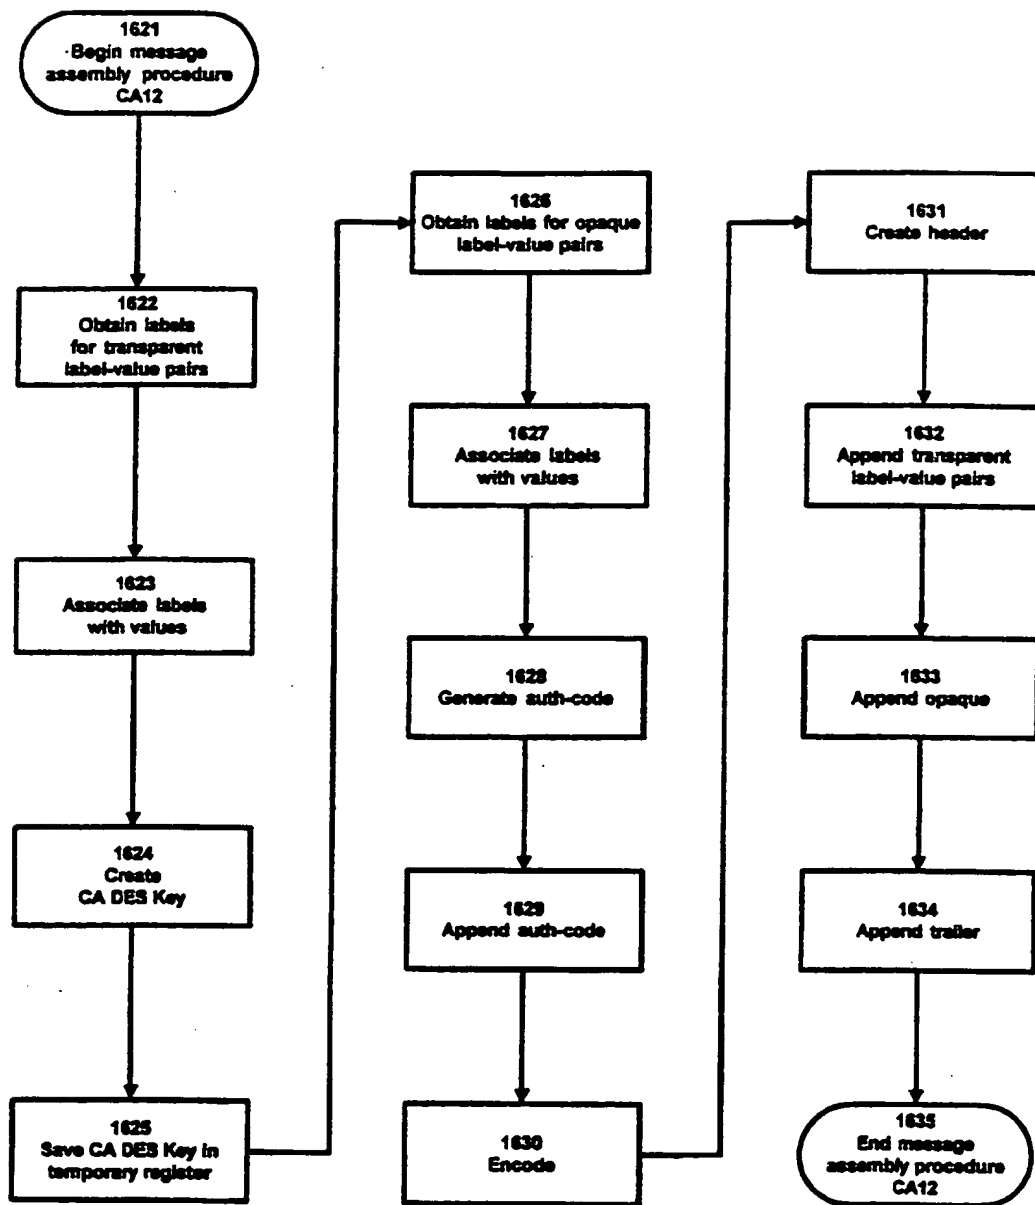 1621
Begin message
assembly procedure
CA12
1622
Obtain labels
for transparent
label-value pairs
1623
Associate labels
with values
1624
Create
CA DES Key
1625
Save CA DES Key in
temporary register
1626
Obtain labels for opaque
label-value pairs
1627
Associate labels
with values
1628
Generate auth-code
1629
Append auth-code
1630
Encode
1631
Create header
1632
Append transparent
label-value pairs
1633
Append opaque
1634
Append trailer
1635
End message
assembly procedure
CA12